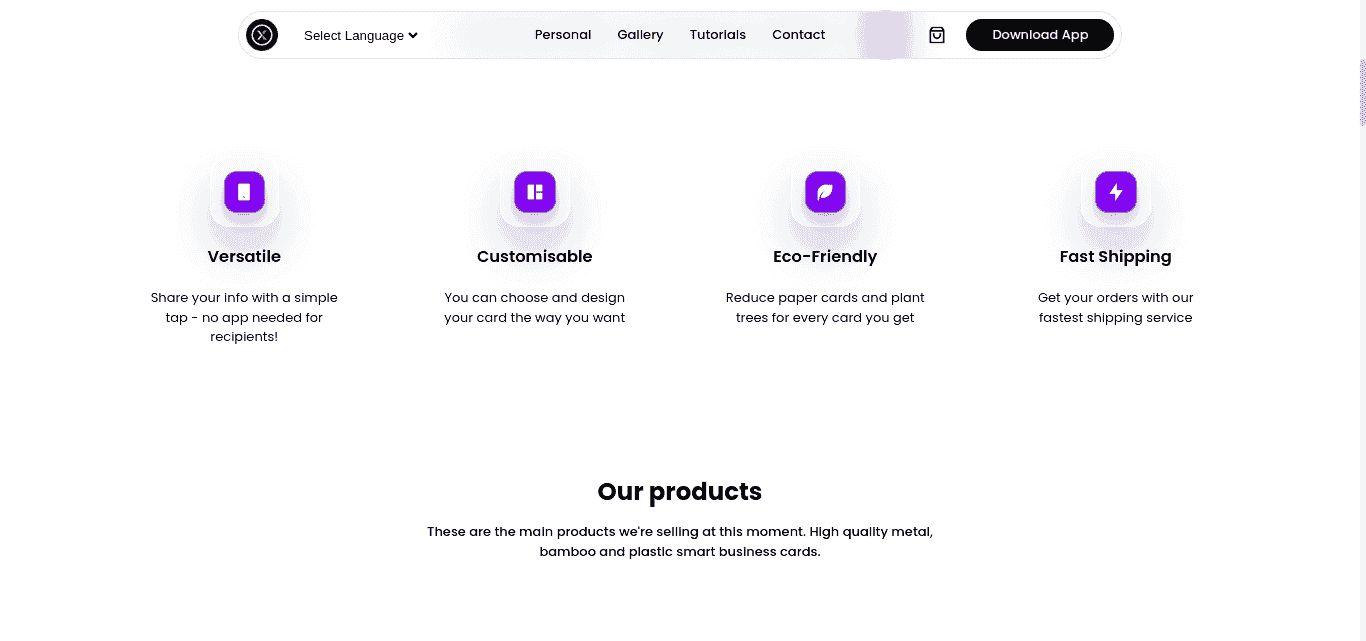 Select Language
Personal
Gallery
Tutorials
Contact
Download App
Versatile
Share your info with a simple
tap - no app needed for
recipients!
Customisable
You can choose and design
your card the way you want
Eco-Friendly
Reduce paper cards and plant
trees for every card you get
Fast Shipping
Get your orders with our
fastest shipping service
Our products
These are the main products we're selling at this moment. High quality metal,
bamboo and plastic smart business cards.